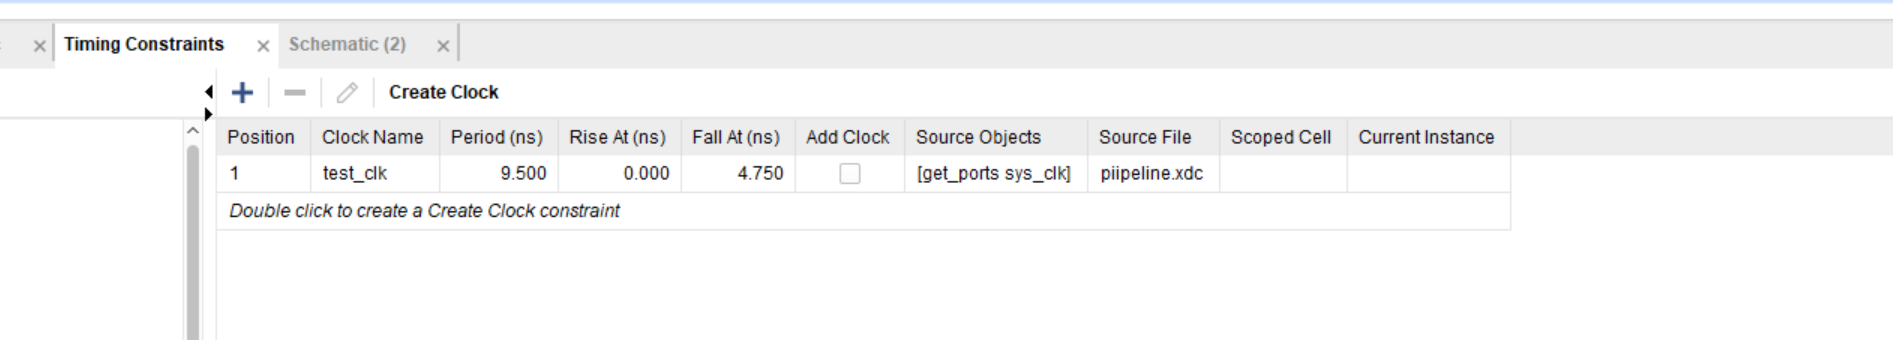 Timing Constraints Schematic (2)
Create Clock
Position Clock Name Period (ns) Rise At (ns) Fall At (ns) Add Clock Source Objects Source File Scoped Cell Current Instance
1 test_clk 9.500 0.000 4.750 [get_ports sys_clk] piipeline.xdc
Double click to create a Create Clock constraint